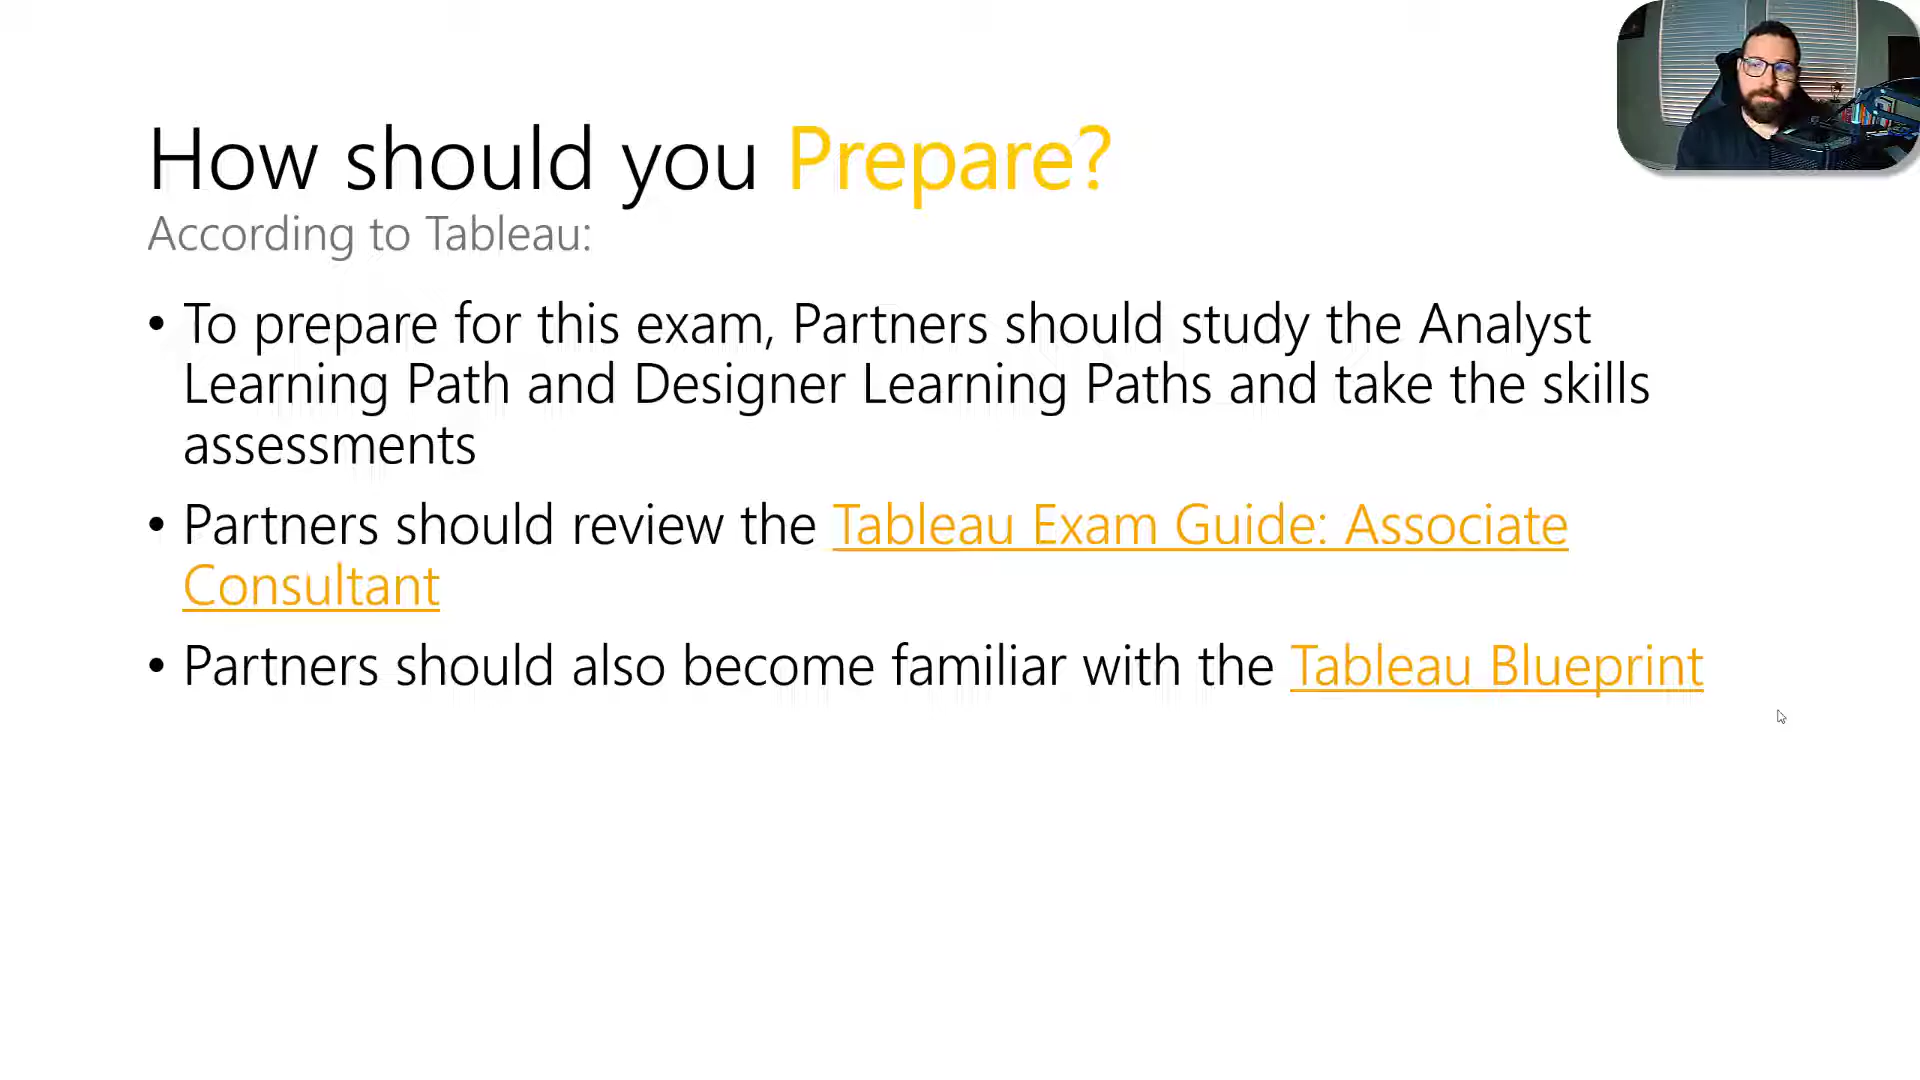 How should you Prepare?
According to Tableau:
• To prepare for this exam, Partners should study the Analyst
Learning Path and Designer Learning Paths and take the skills
assessments
• Partners should review the Tableau Exam Guide: Associate
Consultant
• Partners should also become familiar with the Tableau Blueprint